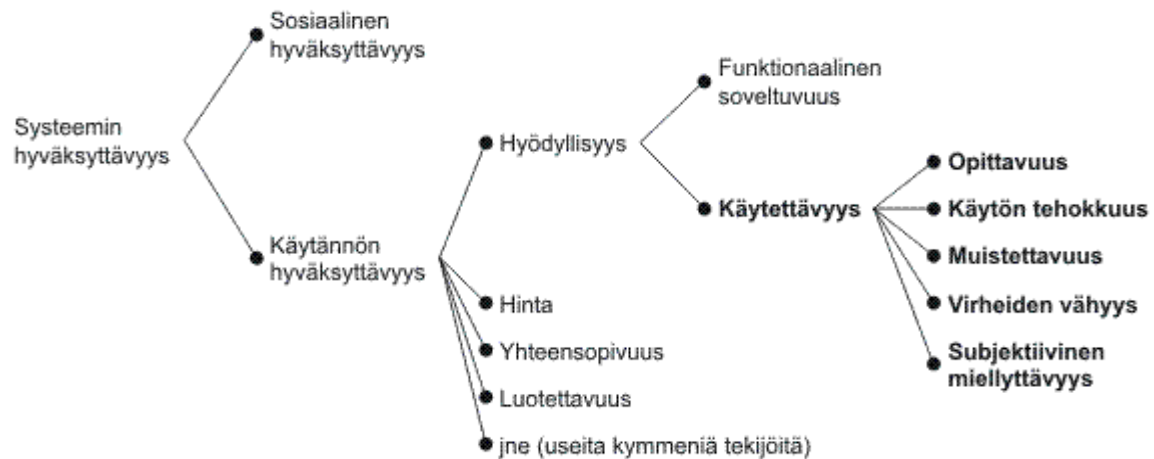 Systeemin
hyväksyttävyys
Sosiaalinen
hyväksyttävyys
Käytännön
hyväksyttävyys
Hyödyllisyys
Hinta
Yhteensopivuus
Luotettavuus
jne (useita kymmeniä tekijöitä)
Funktionaalinen
soveltuvuus
Käytettävyys
Opittavuus
Käytön tehokkuus
Muistettavuus
Virheiden vähyys
Subjektiivinen
miellyttävyys